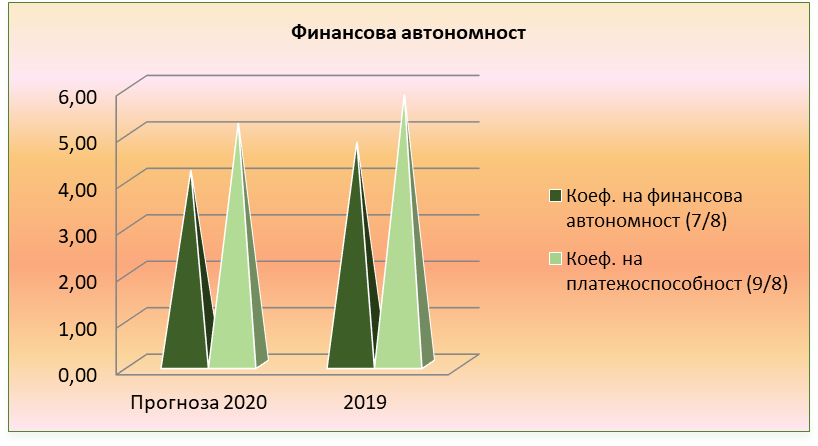 Финансова автономност
6,00
5,00
4,00
3,00
2,00
1,00
0,00
Прогноза 2020
2019
Коеф. на финансова
автономност (7/8)
Коеф. на
платежоспособност (9/8)